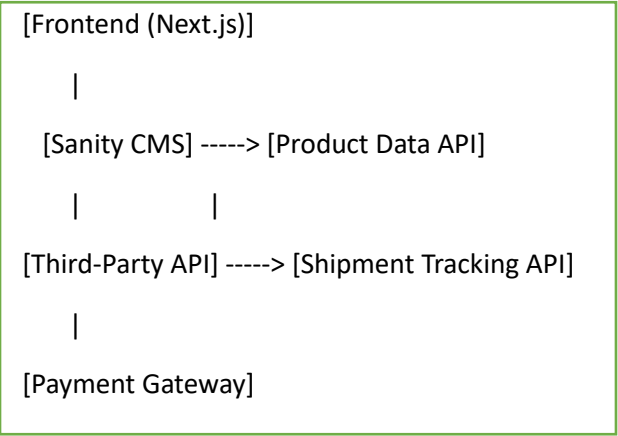 [Frontend (Next.js)]
|
[Sanity CMS] -----> [Product Data API]
| |
[Third-Party API] -----> [Shipment Tracking API]
|
[Payment Gateway]